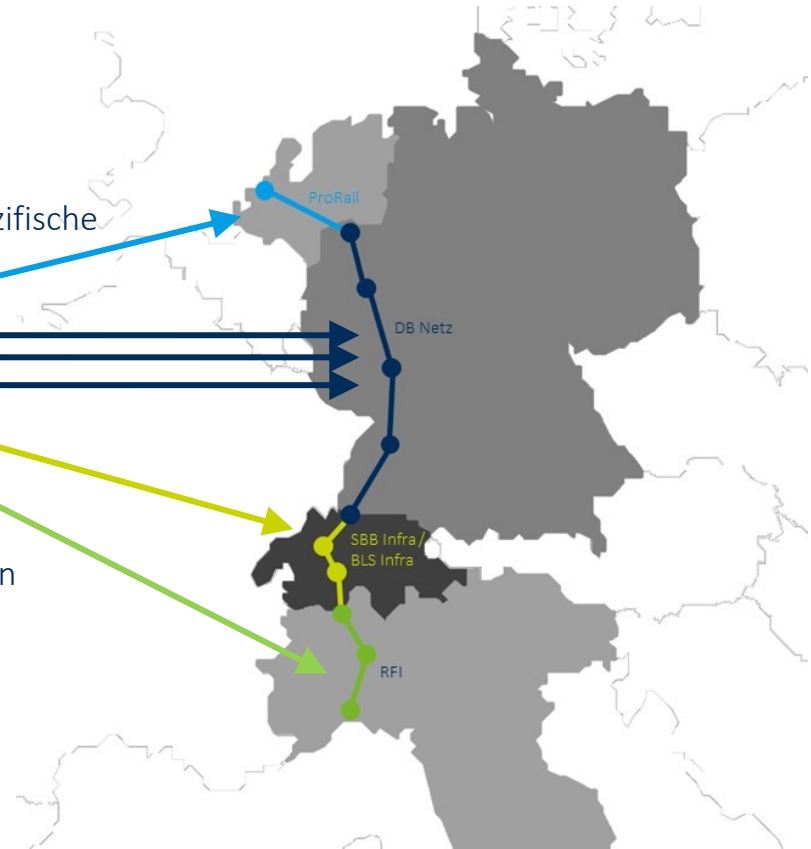 ProRail
zifische
DB Netz
SBB Infra /
BLS Infra
n
RFI